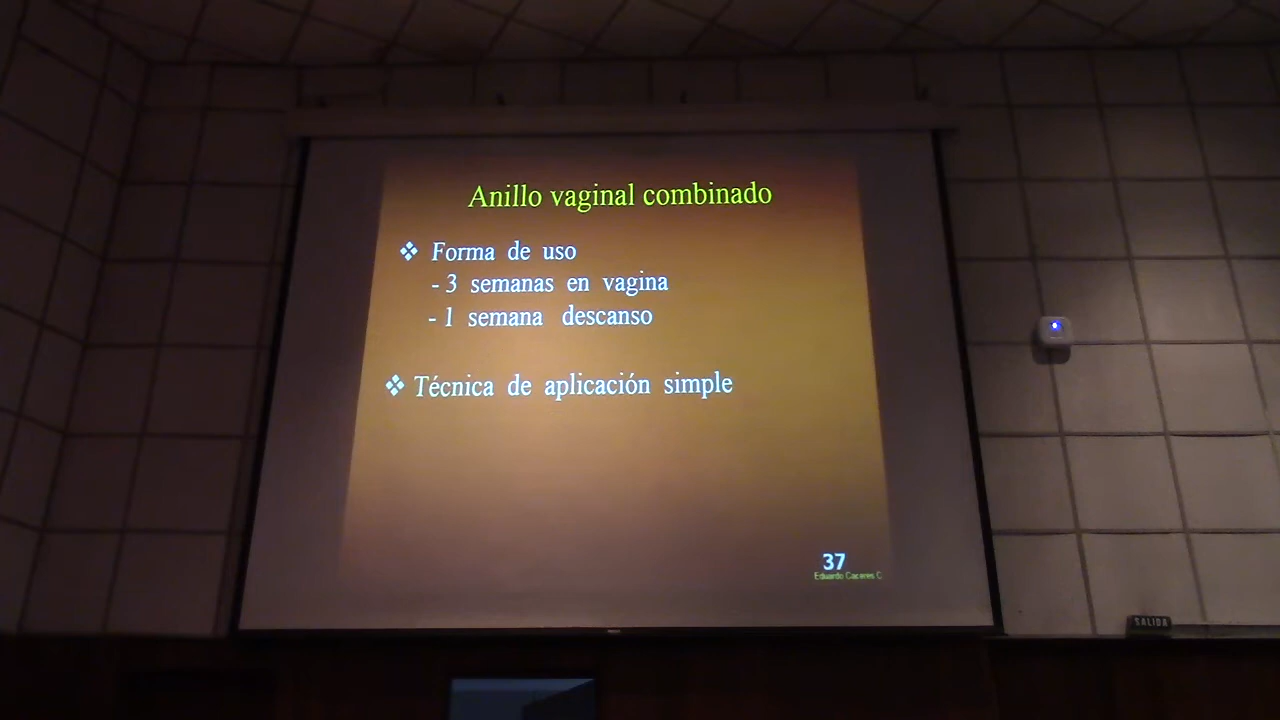 Anillo vaginal combinado
❖ Forma de uso
- 3 semanas en vagina
- 1 semana descanso
❖ Técnica de aplicación simple
37
Eduardo Caceres C
SALIDA